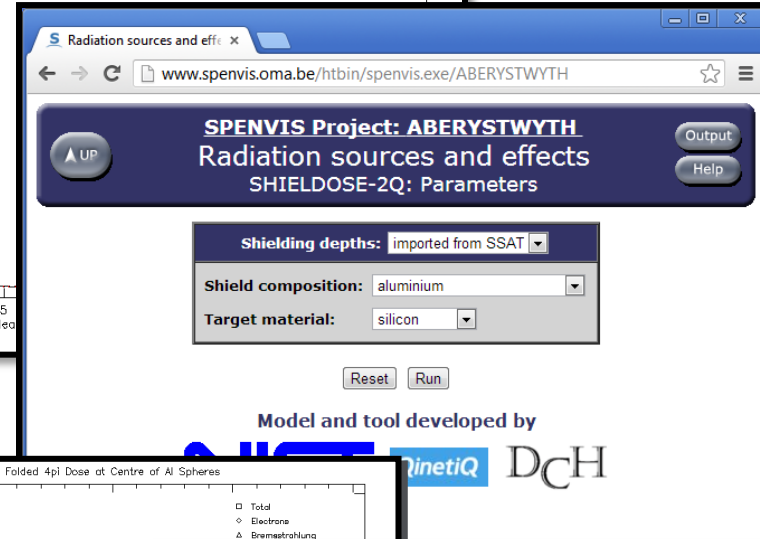 Radiation sources and effe x
www.spenvis.oma.be/htbin/spenvis.exe/ABERYSTWYTH
UP
SPENVIS Project: ABERYSTWYTH
Radiation sources and effects
SHIELDOSE-2Q: Parameters
Output
Help
Shielding depths: imported from SSAT
Shield composition: aluminium
Target material: silicon
5
Reset Run
Model and tool developed by
QinetiQ DCH
Folded 4pi Dose at Centre of Al Spheres
Total
Electrons
Bremsstrahlung